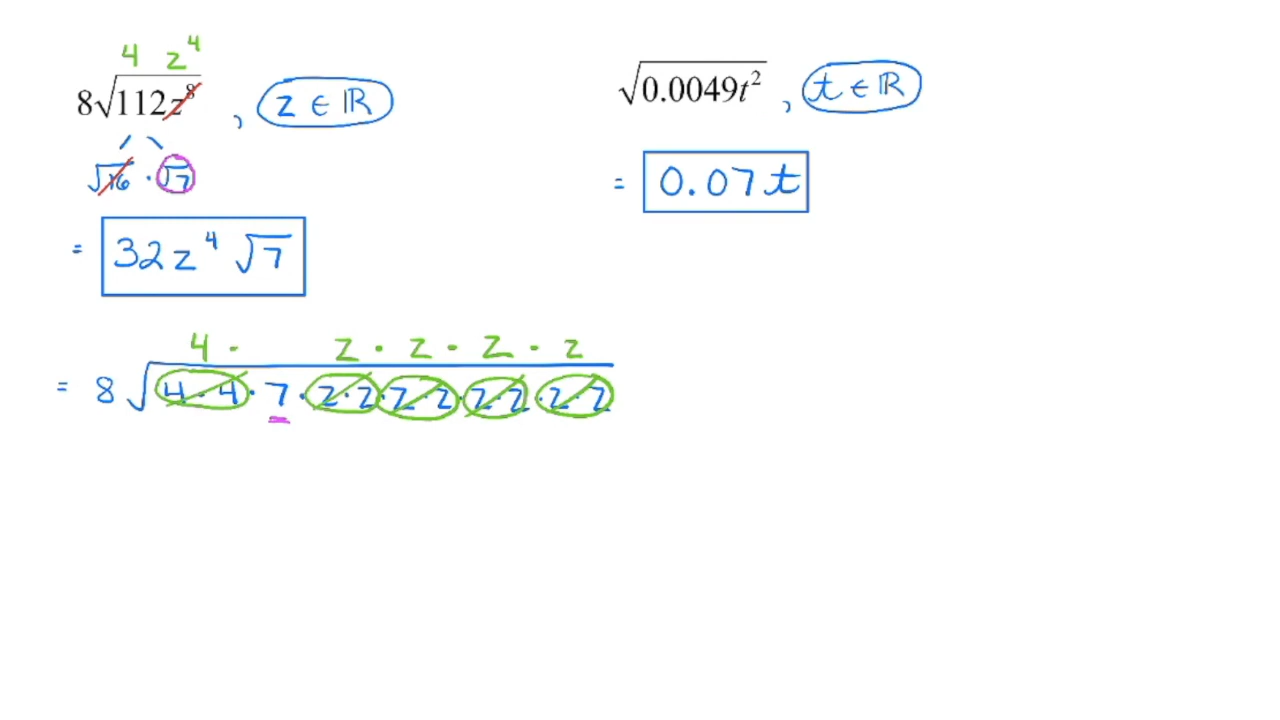 4 z⁴
8√112z⁸ , z ∈ ℝ
√16 · √7
= 32z⁴ √7
4 · z · z · z · z
= 8√4·4·7·z·z·z·z·z·z·z·z
√0.0049t² , t ∈ ℝ
= 0.07t